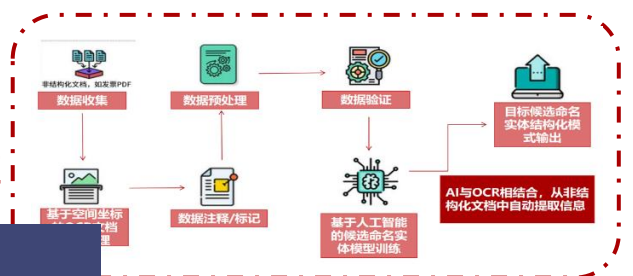 非结构化文档，如发票PDF
数据收集
数据预处理
数据验证
目标候选命名
实体结构化模
式输出
基于空间坐标
数据注释/标记
基于人工智能
的候选命名实
体模型训练
AI与OCR相结合，从非结
构化文档中自动提取信息